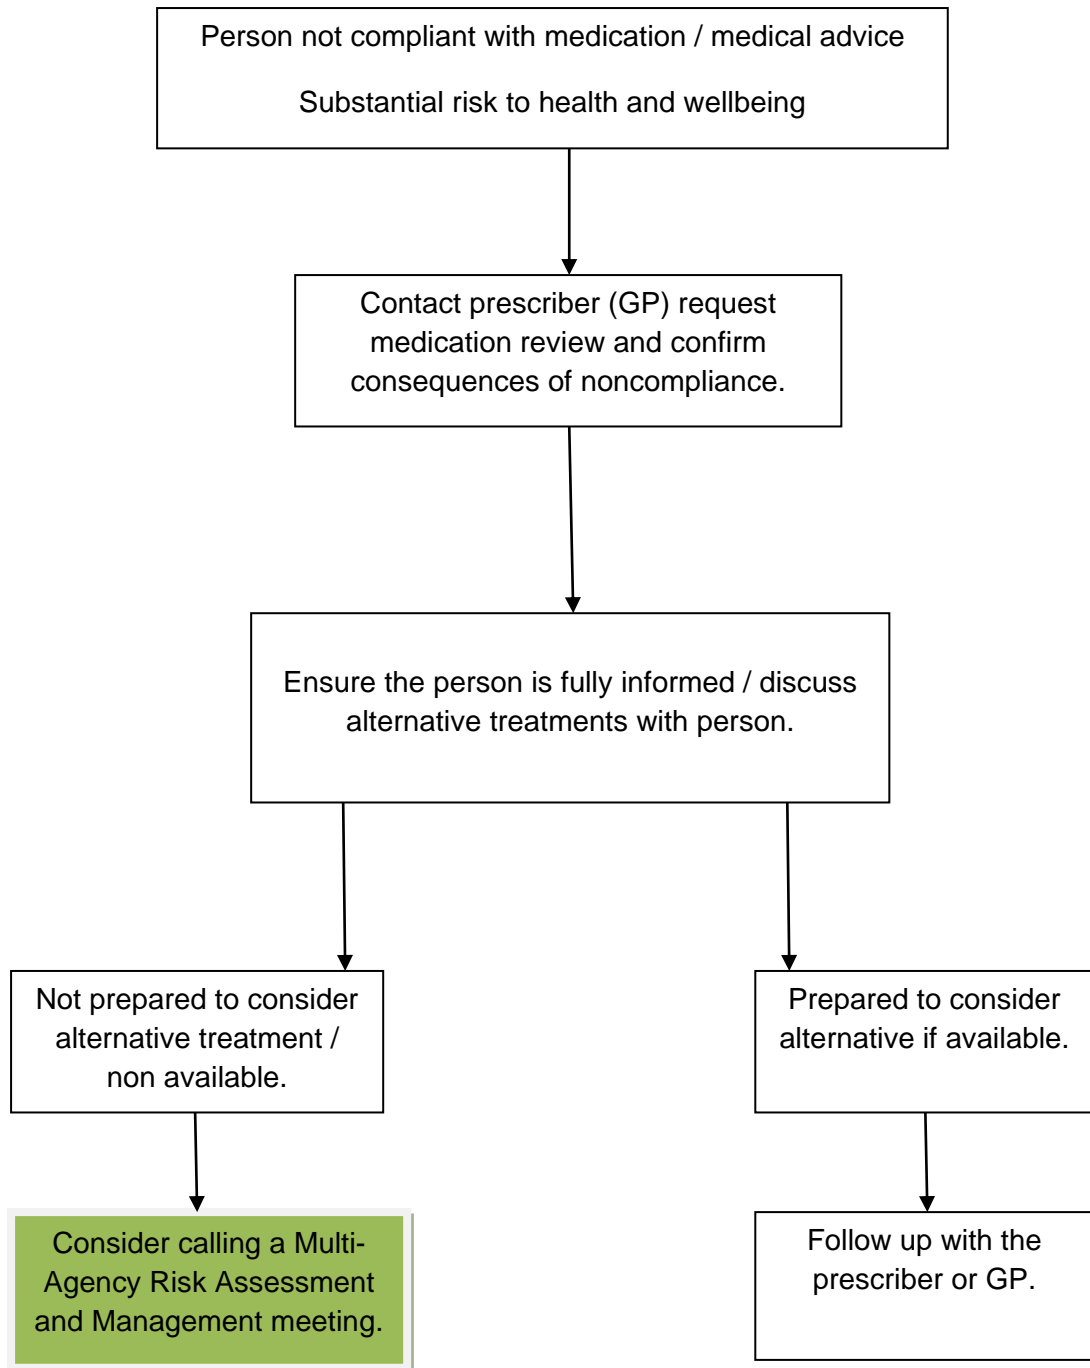 Person not compliant with medication / medical advice
Substantial risk to health and wellbeing
Contact prescriber (GP) request
medication review and confirm
consequences of noncompliance.
Ensure the person is fully informed / discuss
alternative treatments with person.
Not prepared to consider
alternative treatment /
non available.
Prepared to consider
alternative if available.
Consider calling a Multi-
Agency Risk Assessment
and Management meeting.
Follow up with the
prescriber or GP.